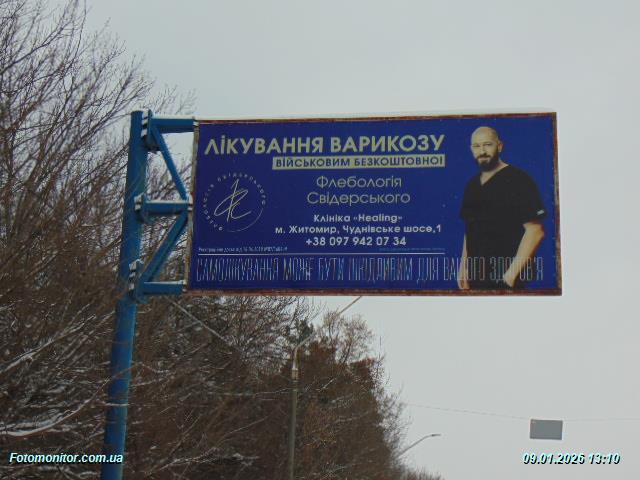 ЛІКУВАННЯ ВАРИКОЗУ
ВІЙСЬКОВИМ БЕЗКОШТОВНО!
Флебологія
Свідерського
Клініка «Healing»
м. Житомир, Чуднівське шосе,1
+38 097 942 07 34
САМОЛІКУВАННЯ МОЖЕ БУТИ ШКІДЛИВИМ ДЛЯ ВАШОГО ЗДОРОВ'Я
Fotomonitor.com.ua
09.01.2026 13:10